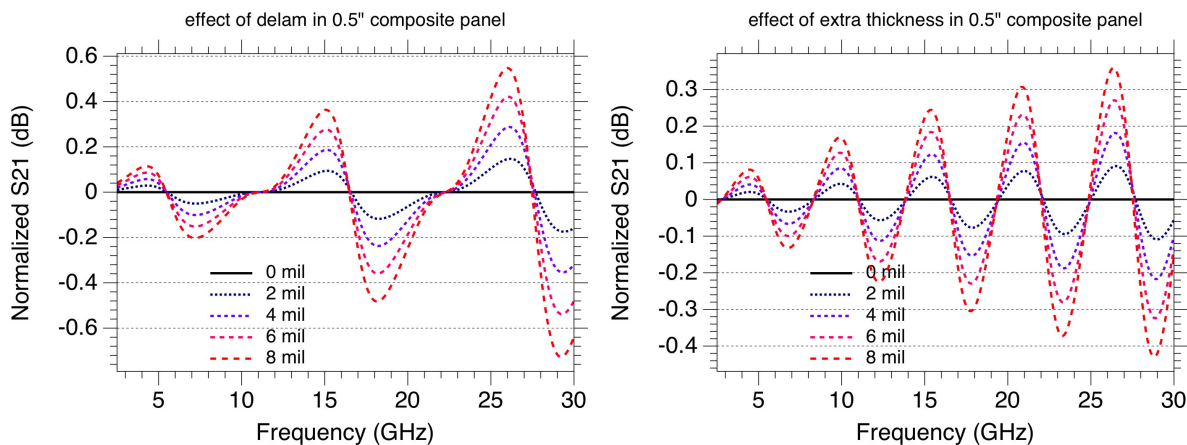 effect of delam in 0.5" composite panel
Normalized S21 (dB)
0.6
0.4
0.2
0
-0.2
-0.4
-0.6
0 mil
2 mil
4 mil
6 mil
8 mil
5 10 15 20 25 30
Frequency (GHz)
effect of extra thickness in 0.5" composite panel
Normalized S21 (dB)
0.3
0.2
0.1
0
-0.1
-0.2
-0.3
-0.4
0 mil
2 mil
4 mil
6 mil
8 mil
5 10 15 20 25 30
Frequency (GHz)